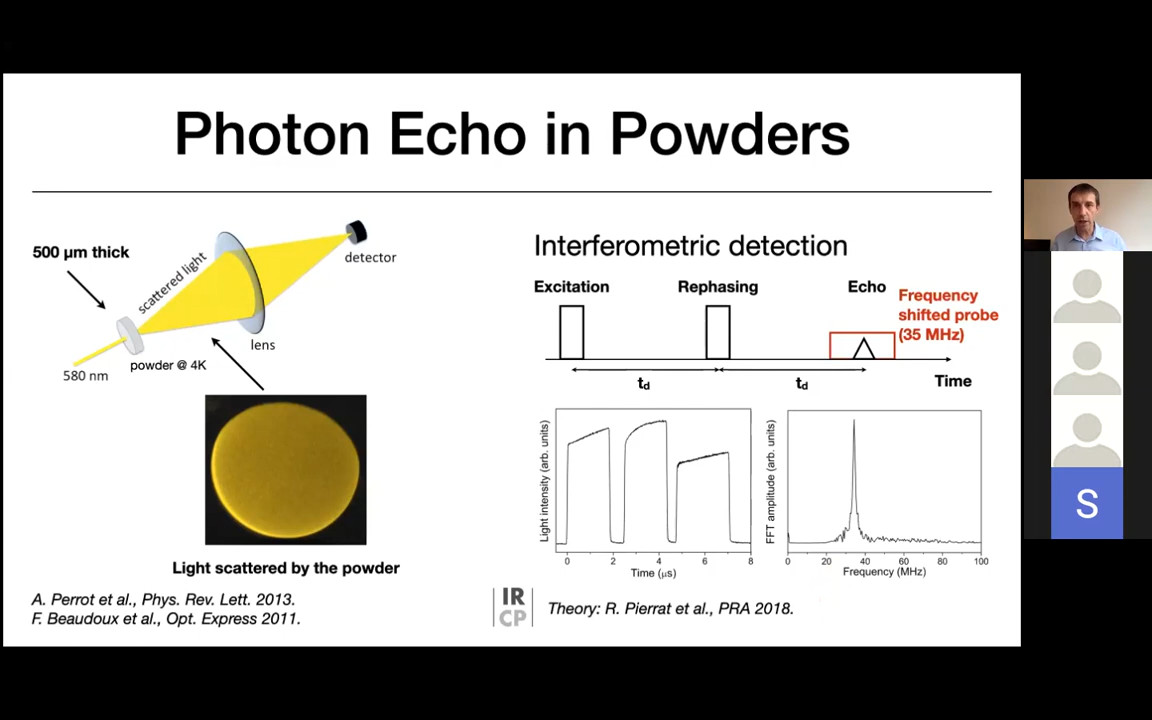 Photon Echo in Powders
500 µm thick
scattered light
detector
lens
powder @ 4K
580 nm
Light scattered by the powder
A. Perrot et al., Phys. Rev. Lett. 2013.
F. Beaudoux et al., Opt. Express 2011.
Interferometric detection
Excitation
Rephasing
Echo
Frequency
shifted probe
(35 MHz)
td
td
Time
Light intensity (arb. units)
0 2 4 6 8
Time (µs)
FFT amplitude (arb. units)
0 20 40 60 80 100
Frequency (MHz)
IR
CP
Theory: R. Pierrat et al., PRA 2018.
S